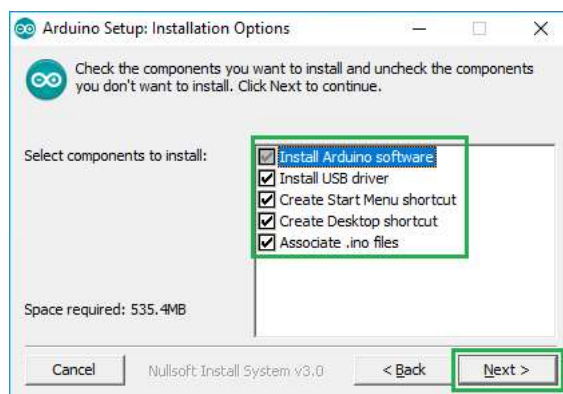 Arduino Setup: Installation Options
Check the components you want to install and uncheck the components
you don't want to install. Click Next to continue.
Select components to install:
Install Arduino software
Install USB driver
Create Start Menu shortcut
Create Desktop shortcut
Associate .ino files
Space required: 535.4MB
Cancel
Nullsoft Install System v3.0
< Back
Next >